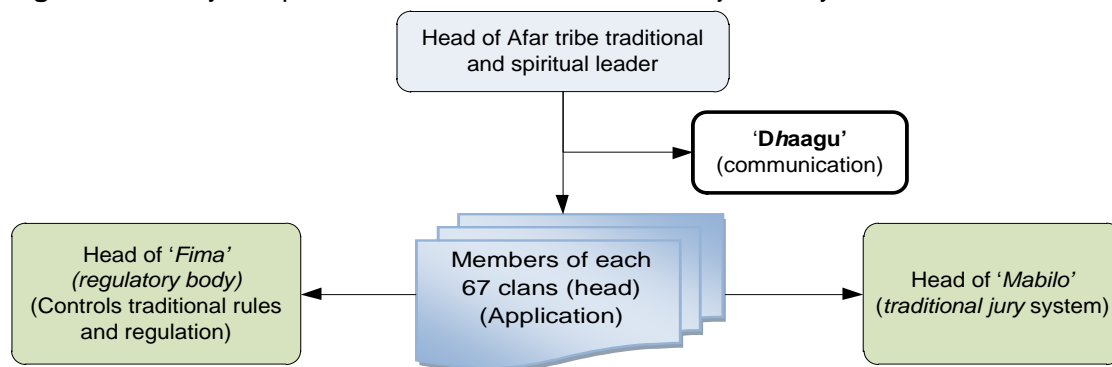 Head of Afar tribe traditional
and spiritual leader
'Dhaagu'
(communication)
Head of 'Fima'
(regulatory body)
(Controls traditional rules
and regulation)
Members of each
67 clans (head)
(Application)
Head of 'Mabilo'
(traditional jury system)